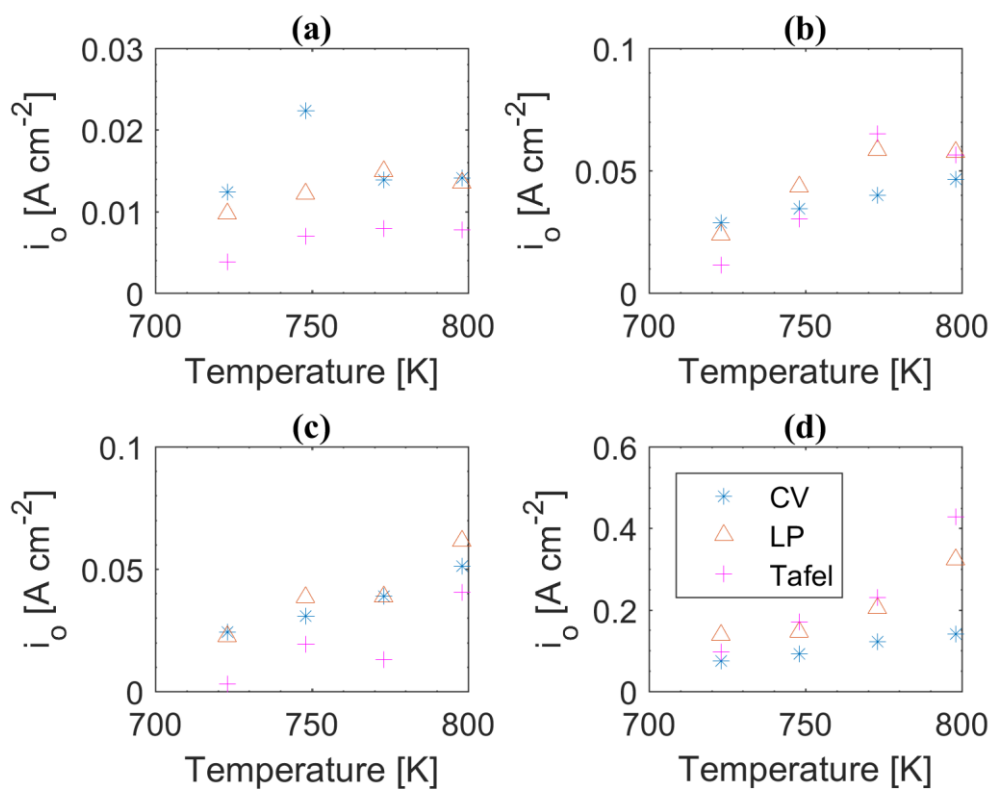 (a)
0.03
0.02
0.01
0
i_o [A cm^-2]
700 750 800
Temperature [K]
(b)
0.1
0.05
0
i_o [A cm^-2]
700 750 800
Temperature [K]
(c)
0.1
0.05
0
i_o [A cm^-2]
700 750 800
Temperature [K]
(d)
0.6
0.4
0.2
0
i_o [A cm^-2]
CV
LP
Tafel
700 750 800
Temperature [K]